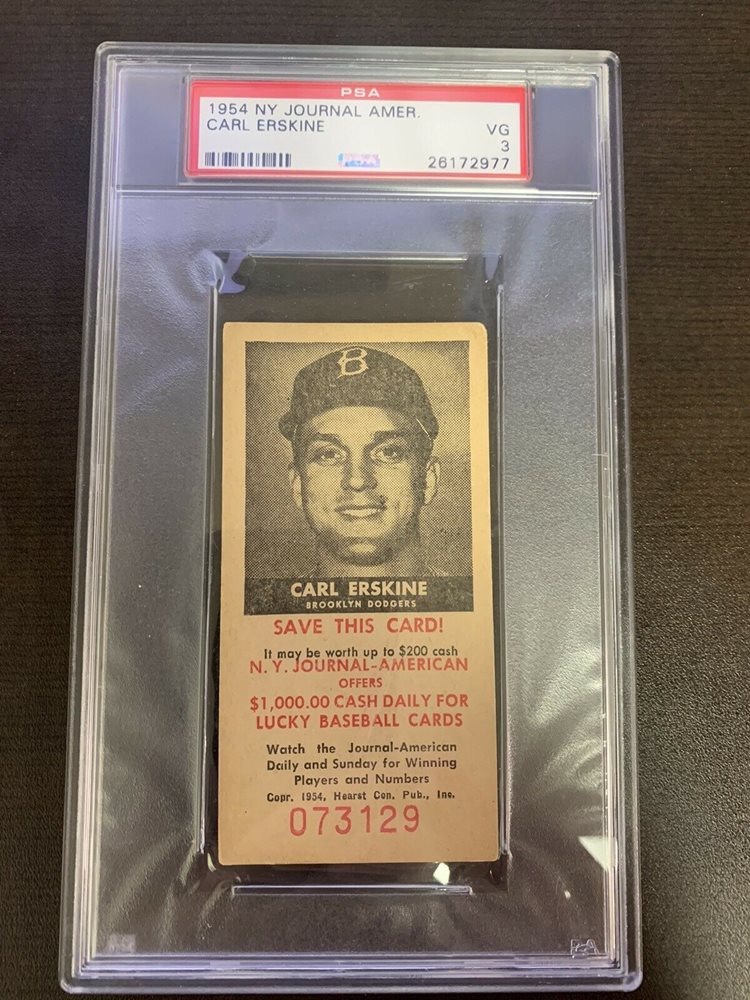 PSA
1954 NY JOURNAL AMER.
CARL ERSKINE
VG
3
26172977
B
CARL ERSKINE
BROOKLYN DODGERS
SAVE THIS CARD!
It may be worth up to $200 cash
N. Y. JOURNAL-AMERICAN
OFFERS
$1,000.00 CASH DAILY FOR
LUCKY BASEBALL CARDS
Watch the Journal-American
Daily and Sunday for Winning
Players and Numbers
Copr. 1954, Hearst Con. Pub., Inc.
073129